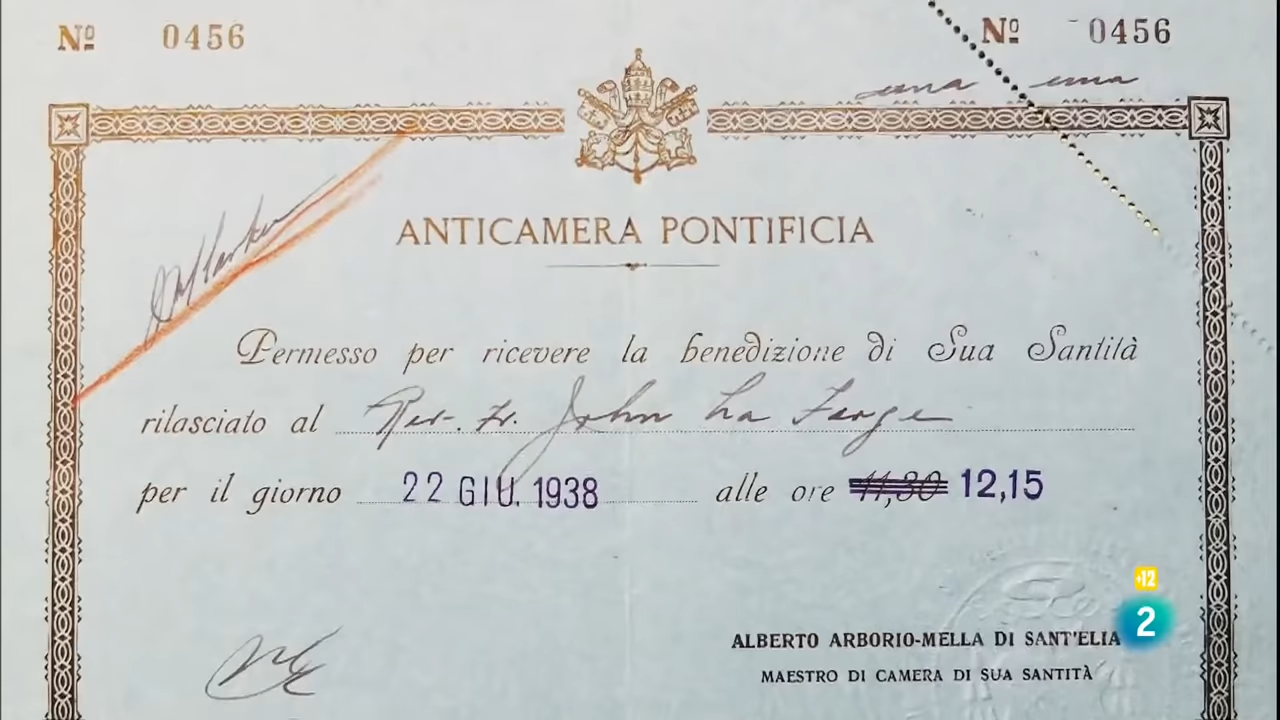 Nº 0456 Nº 0456
ANTICAMERA PONTIFICIA
Permesso per ricevere la benedizione di Sua Santità
rilasciato al Rev. Fr. John La Farge
per il giorno 22 GIU. 1938 alle ore 11,30 12,15
+12
2
ALBERTO ARBORIO-MELLA DI SANT'ELIA
MAESTRO DI CAMERA DI SUA SANTITÀ